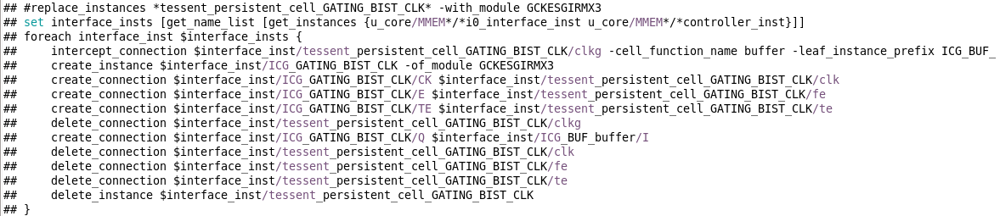 ## #replace_instances *tessent_persistent_cell_GATING_BIST_CLK* -with_module GCKESGIRMX3
## set interface_insts [get_name_list [get_instances {u_core/MMEM*/*i0_interface_inst u_core/MMEM*/*controller_inst}]]
## foreach interface_inst $interface_insts {
##     intercept_connection $interface_inst/tessent_persistent_cell_GATING_BIST_CLK/clkg -cell_function_name buffer -leaf_instance_prefix ICG_BUF_
##     create_instance $interface_inst/ICG_GATING_BIST_CLK -of_module GCKESGIRMX3
##     create_connection $interface_inst/ICG_GATING_BIST_CLK/CK $interface_inst/tessent_persistent_cell_GATING_BIST_CLK/clk
##     create_connection $interface_inst/ICG_GATING_BIST_CLK/E $interface_inst/tessent_persistent_cell_GATING_BIST_CLK/fe
##     create_connection $interface_inst/ICG_GATING_BIST_CLK/TE $interface_inst/tessent_persistent_cell_GATING_BIST_CLK/te
##     delete_connection $interface_inst/tessent_persistent_cell_GATING_BIST_CLK/clkg
##     create_connection $interface_inst/ICG_GATING_BIST_CLK/Q $interface_inst/ICG_BUF_buffer/I
##     delete_connection $interface_inst/tessent_persistent_cell_GATING_BIST_CLK/clk
##     delete_connection $interface_inst/tessent_persistent_cell_GATING_BIST_CLK/fe
##     delete_connection $interface_inst/tessent_persistent_cell_GATING_BIST_CLK/te
##     delete_instance $interface_inst/tessent_persistent_cell_GATING_BIST_CLK
## }